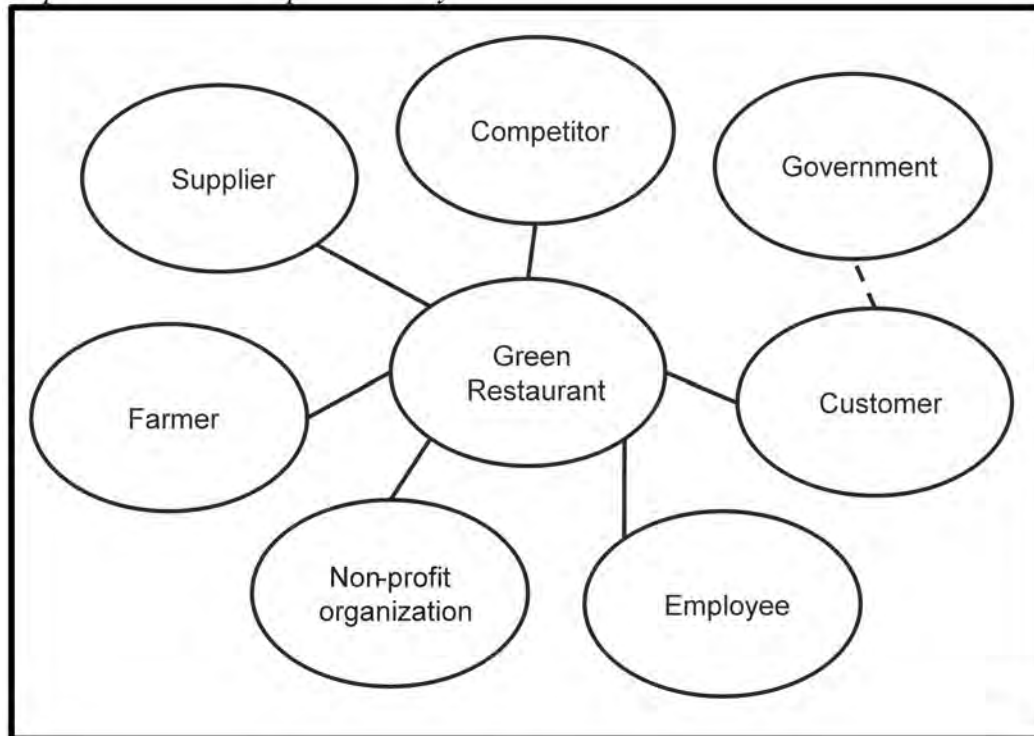 Competitor
Government
Supplier
Green
Restaurant
Customer
Farmer
Non-profit
organization
Employee